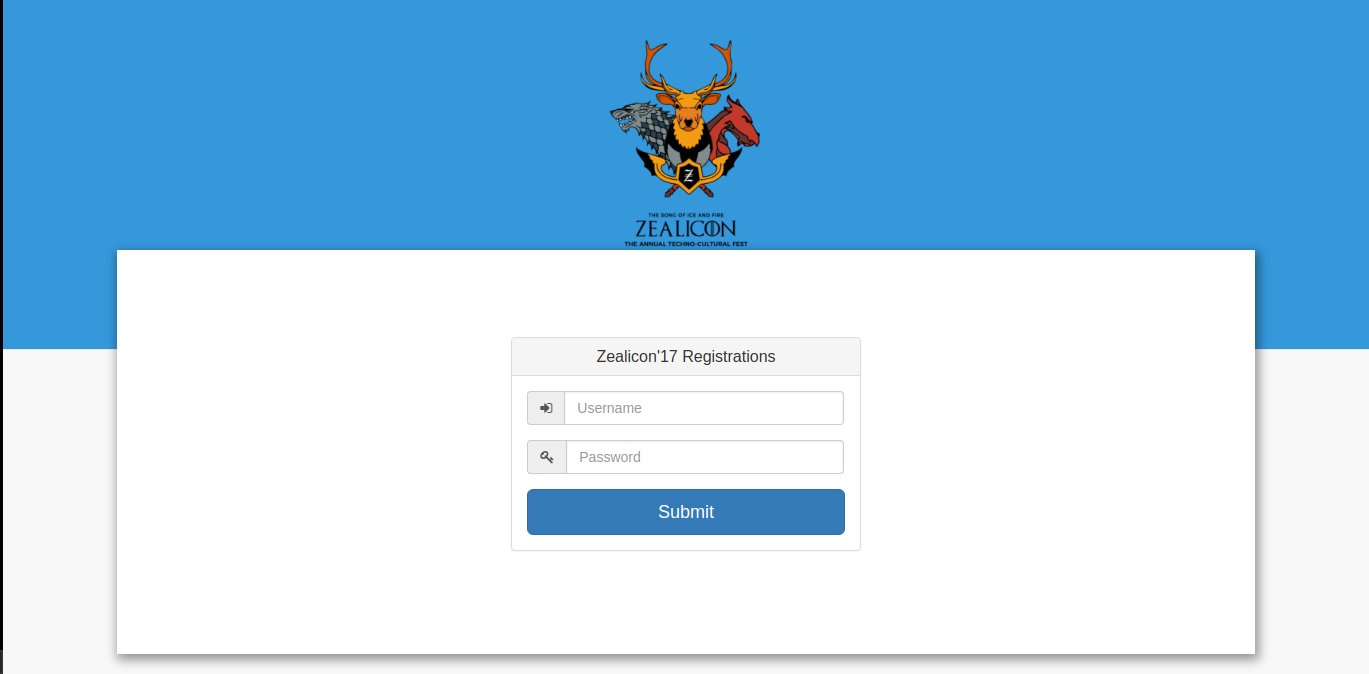 Z
THE SONG OF ICE AND FIRE
ZEALICON
THE ANNUAL TECHNO-CULTURAL FEST
Zealicon'17 Registrations
Username
Password
Submit